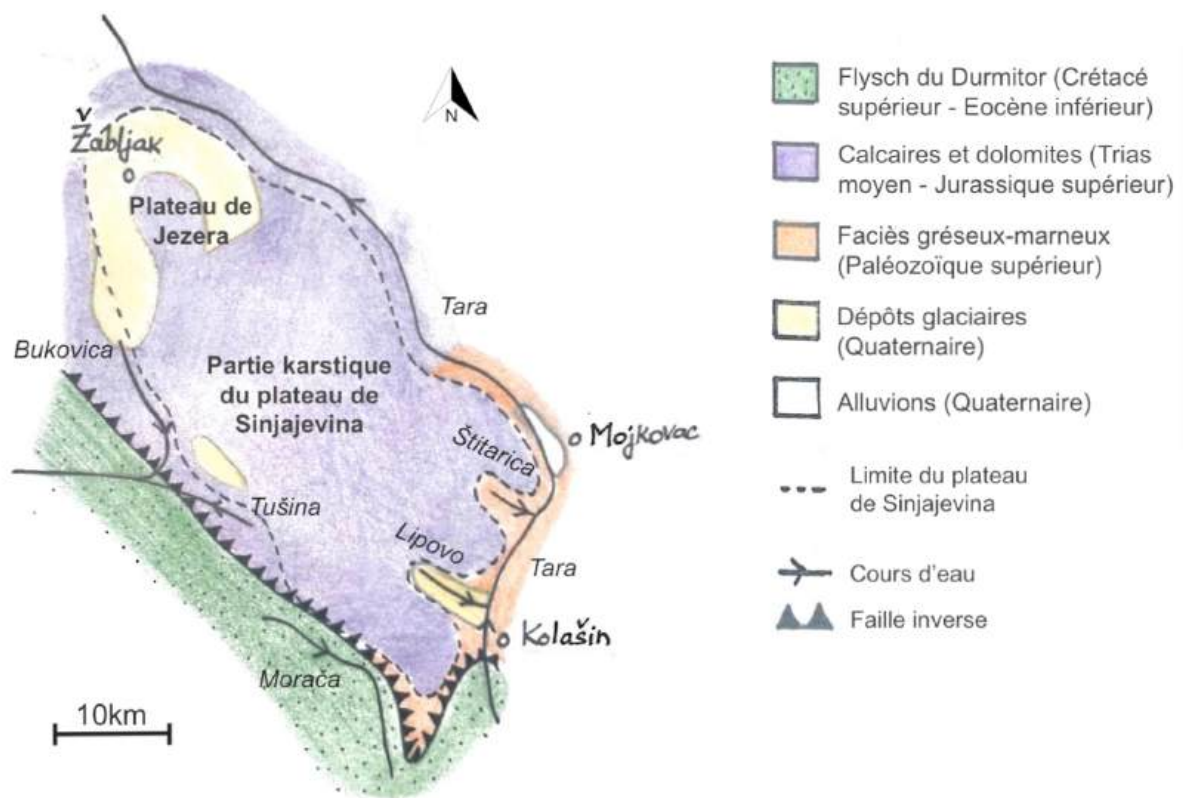 N
Žabljak
Plateau de
Jezera
Tara
Bukovica
Partie karstique
du plateau de
Sinjajevina
Štitarica
Mojkovac
Tušina
Lipovo
Tara
Kolašin
Morača
10km
Flysch du Durmitor (Crétacé
supérieur - Eocène inférieur)
Calcaires et dolomites (Trias
moyen - Jurassique supérieur)
Faciès gréseux-marneux
(Paléozoïque supérieur)
Dépôts glaciaires
(Quaternaire)
Alluvions (Quaternaire)
Limite du plateau
de Sinjajevina
Cours d'eau
Faille inverse